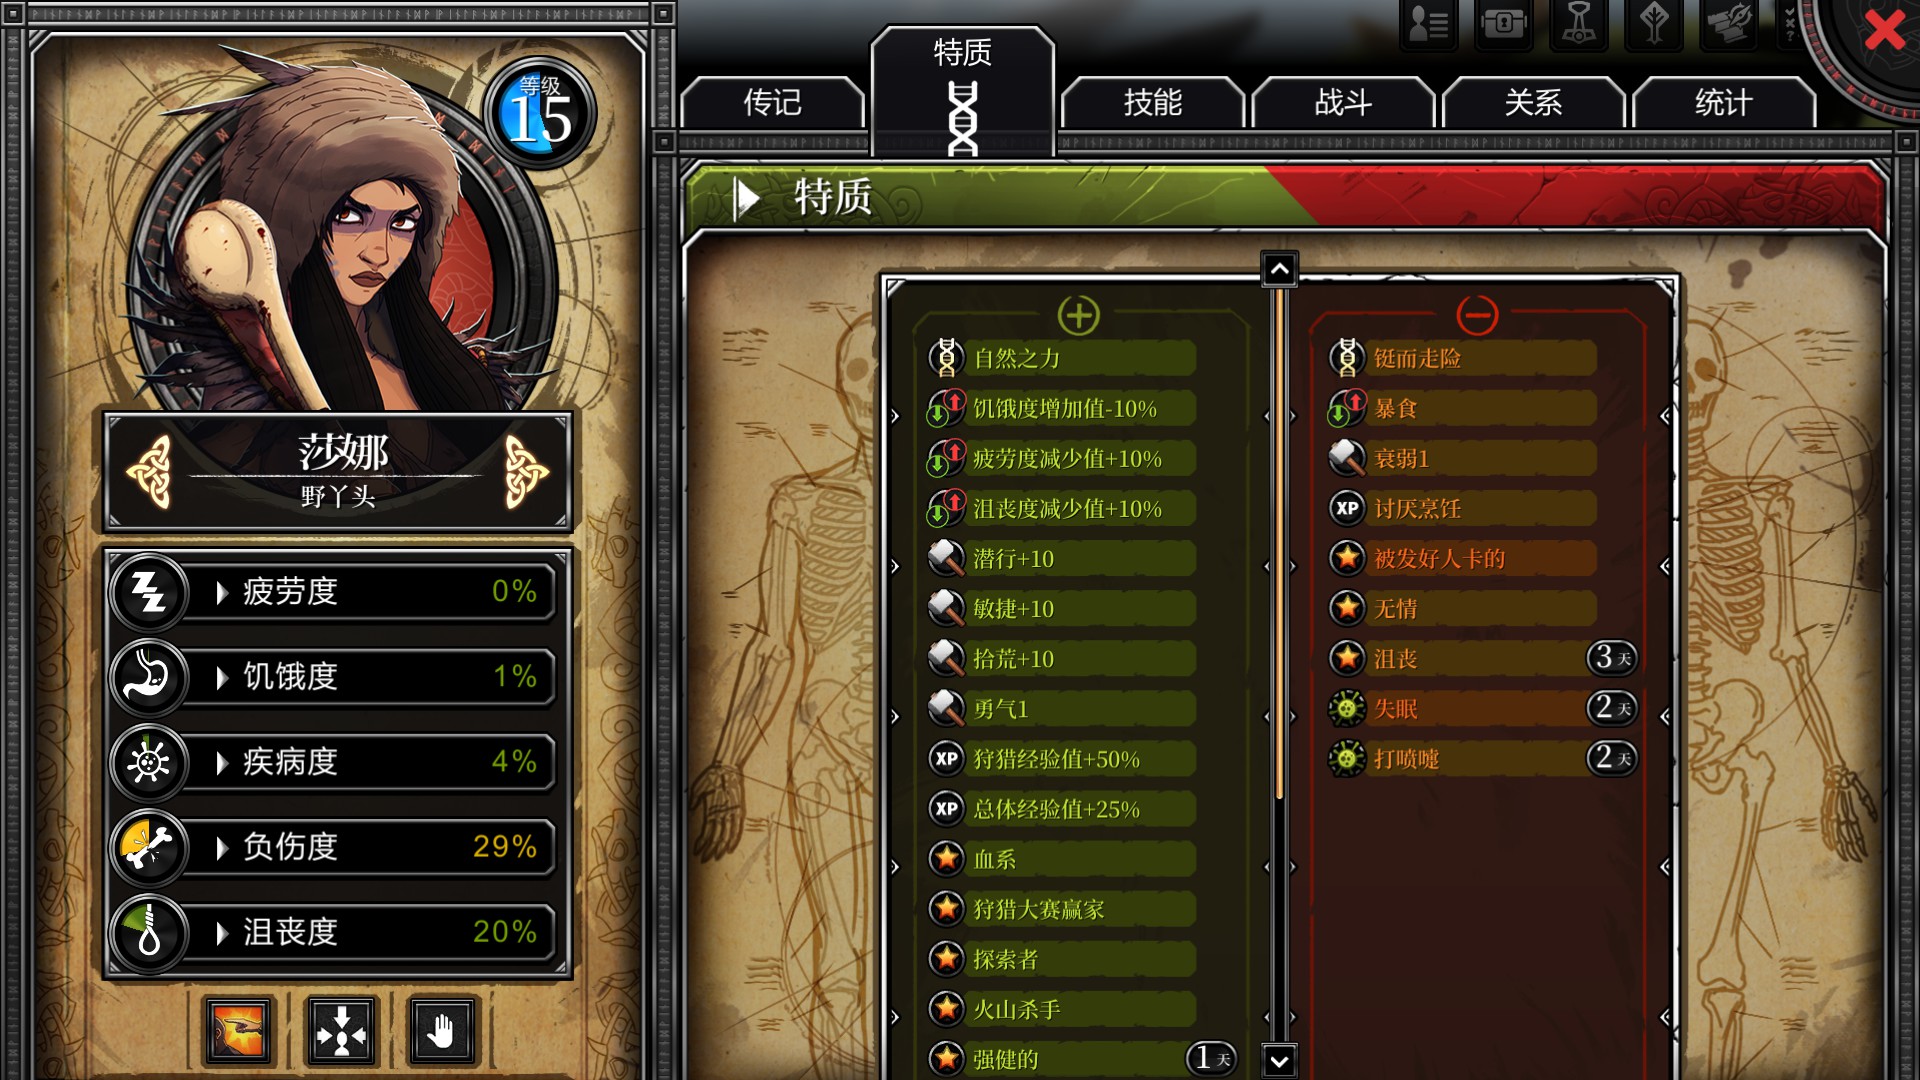 等级
15
莎娜
野丫头
疲劳度 0%
饥饿度 1%
疾病度 4%
负伤度 29%
沮丧度 20%
传记
特质
技能
战斗
关系
统计
特质
自然之力
饥饿度增加值-10%
疲劳度减少值+10%
沮丧度减少值+10%
潜行+10
敏捷+10
拾荒+10
勇气1
XP 狩猎经验值+50%
XP 总体经验值+25%
血系
狩猎大赛赢家
探索者
火山杀手
强健的 1天
铤而走险
暴食
衰弱1
XP 讨厌烹饪
被发好人卡的
无情
沮丧 3天
失眠 2天
打喷嚏 2天